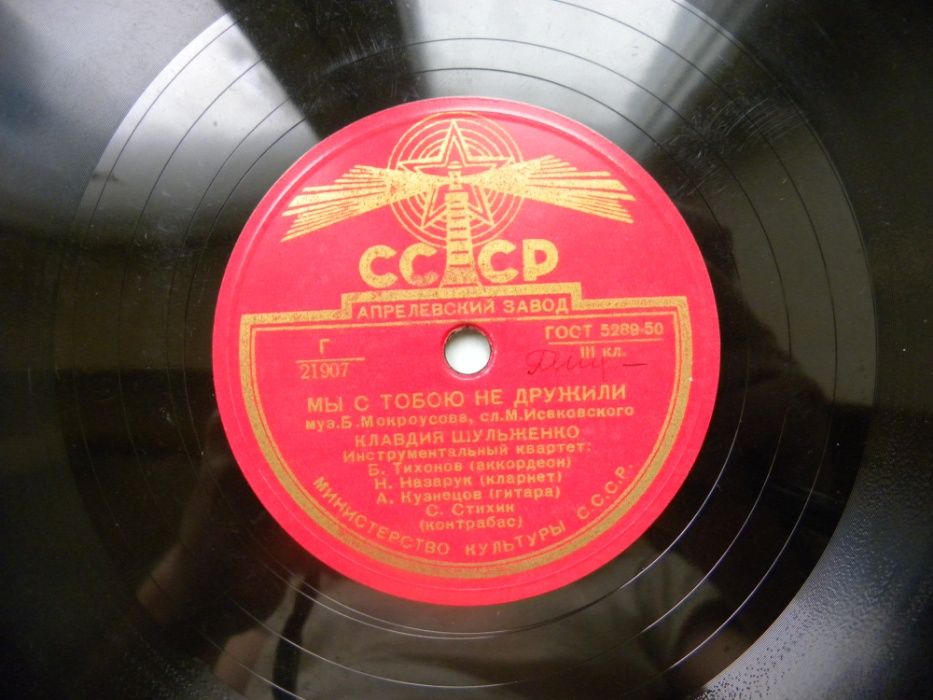 СССР
АПРЕЛЕВСКИЙ ЗАВОД
ГОСТ 5289-50
Г
III кл.
21907
МЫ С ТОБОЮ НЕ ДРУЖИЛИ
муз.Б.Мокроусова, сл.М.Исаковского
КЛАВДИЯ ШУЛЬЖЕНКО
Инструментальный квартет:
Б. Тихонов (аккордеон)
Н. Назарук (кларнет)
А. Кузнецов (гитара)
С. Стихин
(контрабас)
МИНИСТЕРСТВО КУЛЬТУРЫ С.С.С.Р.